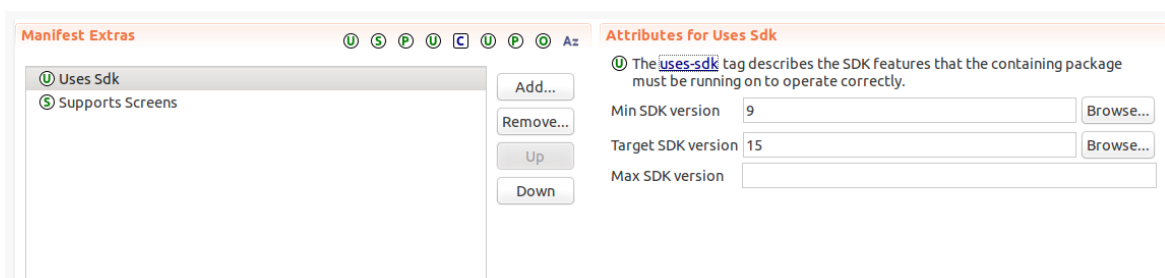 Manifest Extras
U S P U C U P O Az
U Uses Sdk
S Supports Screens
Add...
Remove...
Up
Down
Attributes for Uses Sdk
U The uses-sdk tag describes the SDK features that the containing package
must be running on to operate correctly.
Min SDK version 9 Browse...
Target SDK version 15 Browse...
Max SDK version